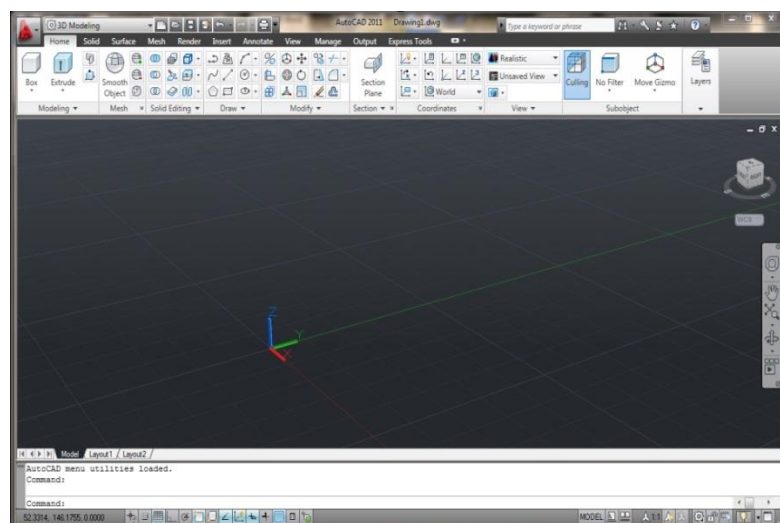 3D Modeling
AutoCAD 2011 Drawing1.dwg
Type a keyword or phrase
Home Solid Surface Mesh Render Insert Annotate View Manage Output Express Tools
Box
Extrude
Smooth
Object
Section
Plane
World
Realistic
Unsaved View
Culling
No Filter
Move Gizmo
Layers
Modeling
Mesh
Solid Editing
Draw
Modify
Section
Coordinates
View
Subobject
WCS
Z
Y
X
Model Layout1 Layout2
AutoCAD menu utilities loaded.
Command:
Command:
52.3314, 146.1755, 0.0000
MODEL
1:1